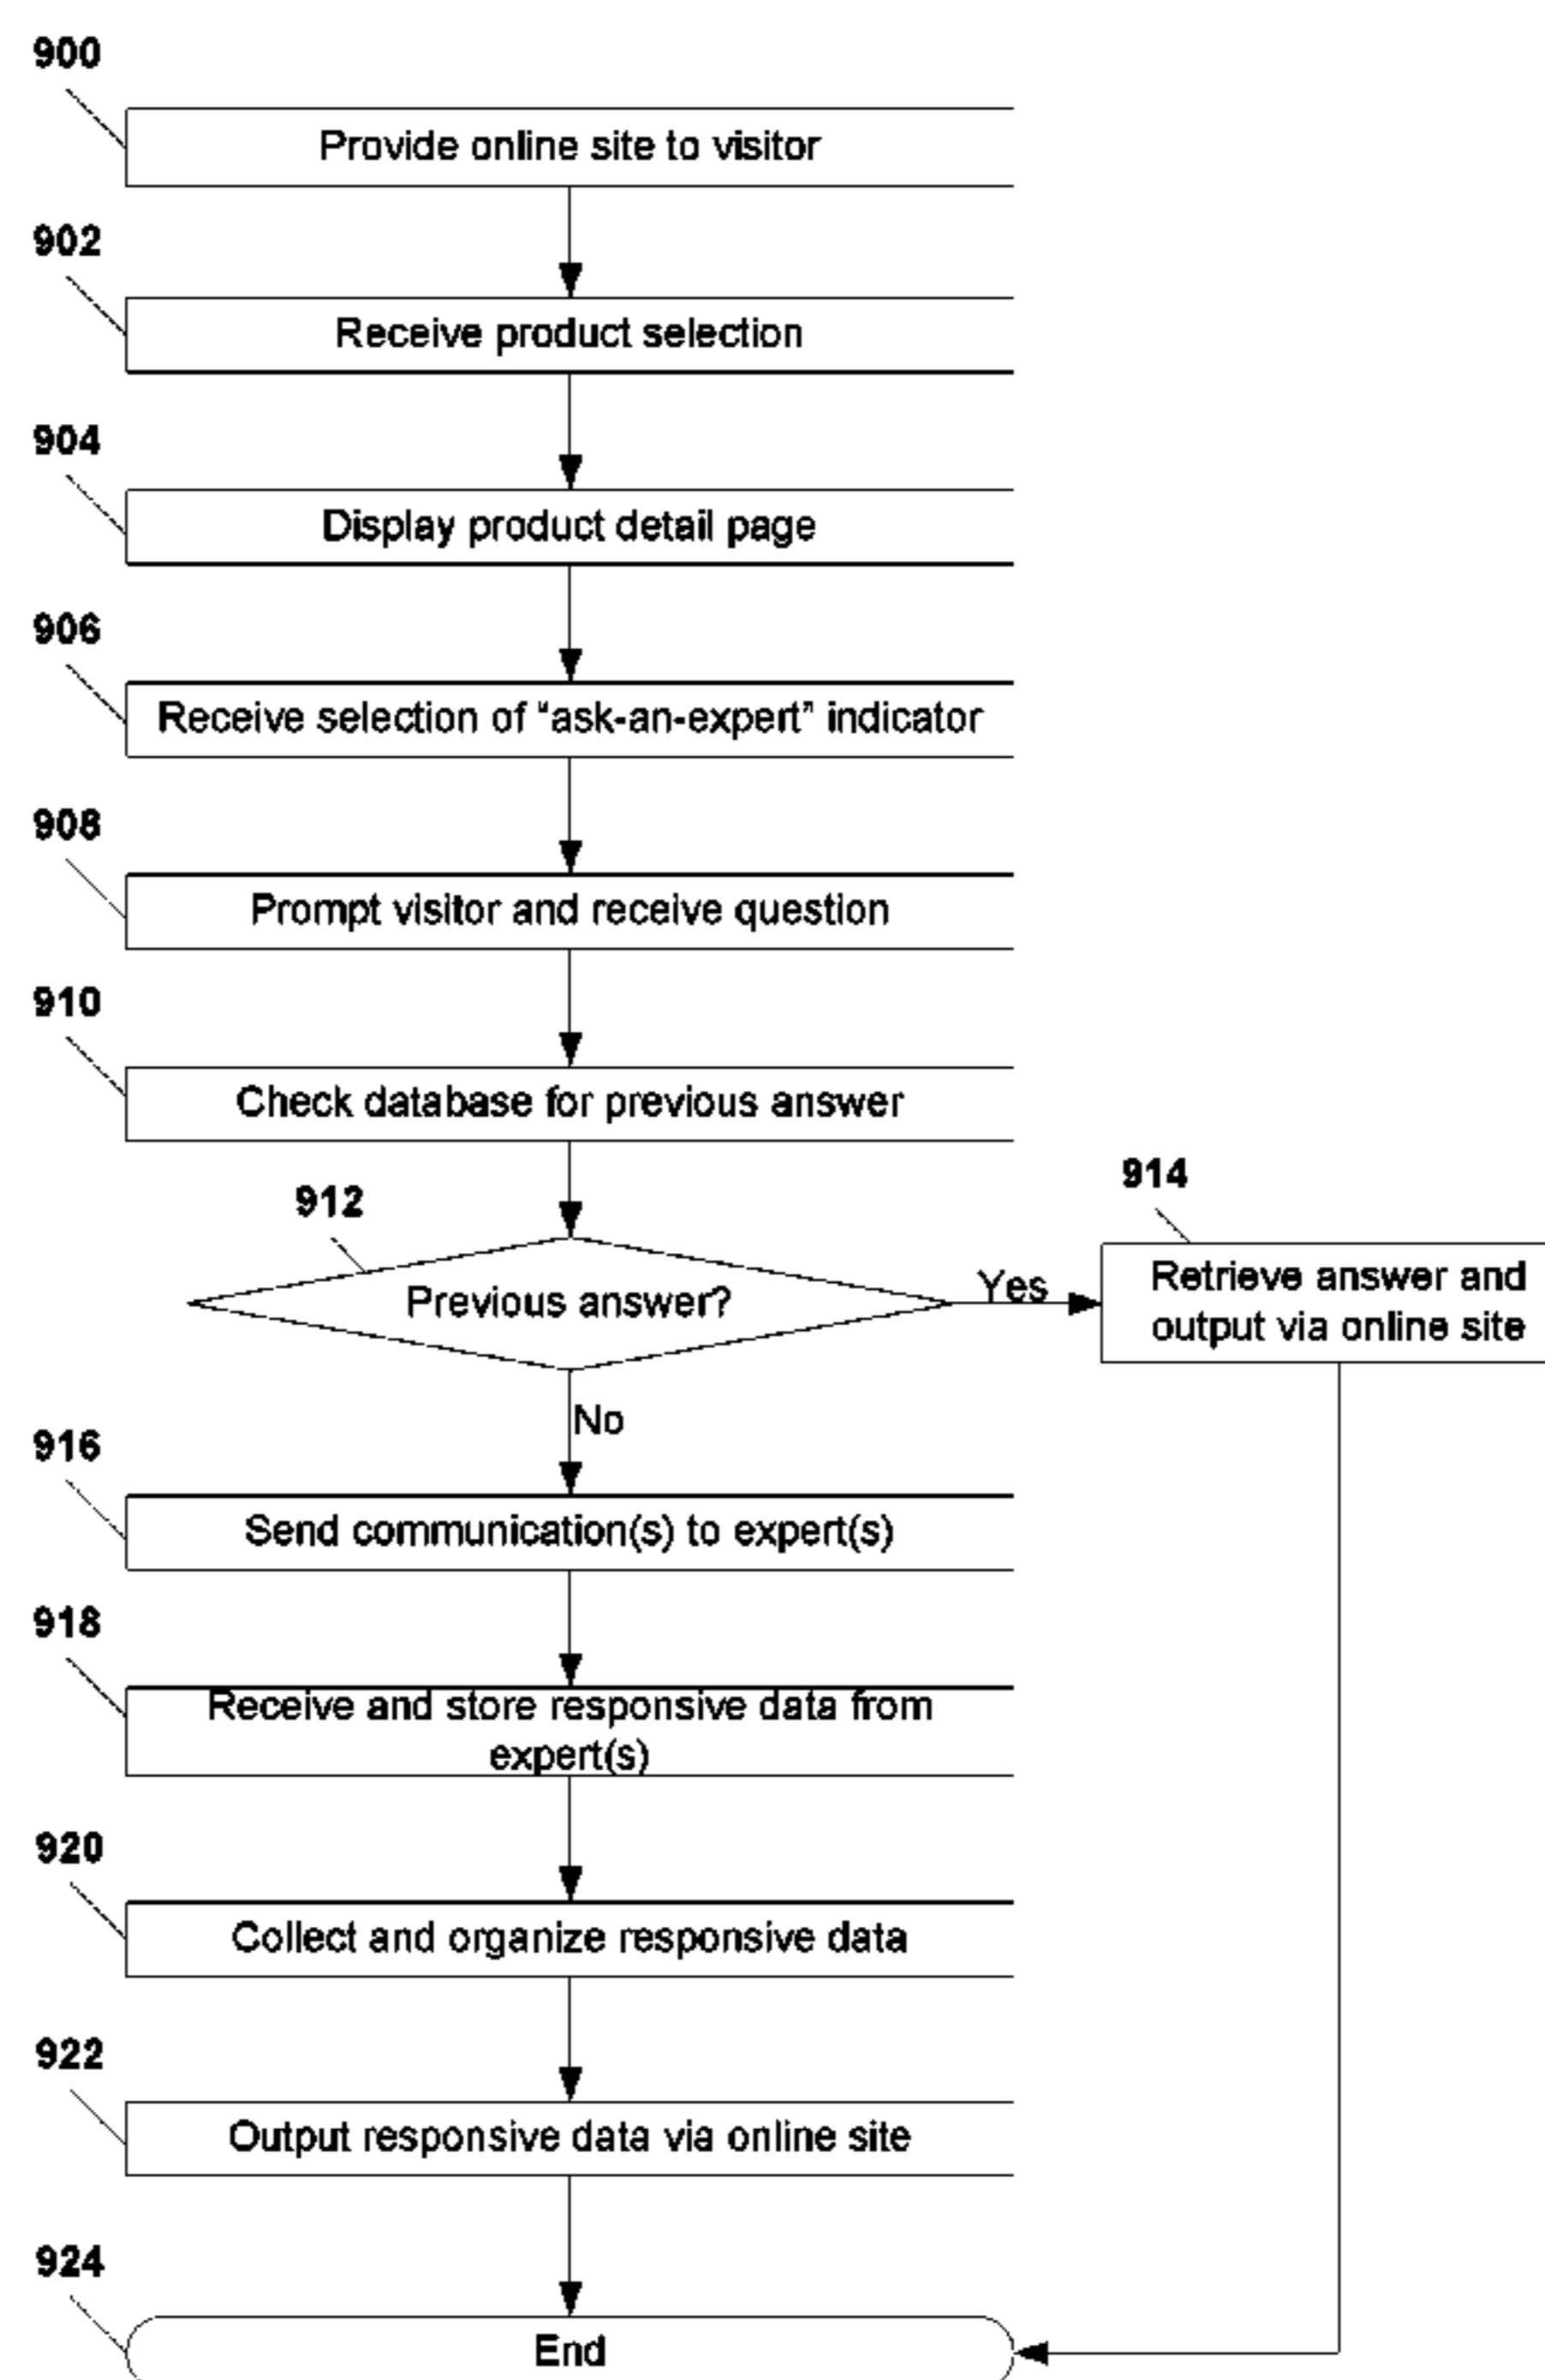 900
Provide online site to visitor
902
Receive product selection
904
Display product detail page
906
Receive selection of “ask-an-expert” indicator
908
Prompt visitor and receive question
910
Check database for previous answer
912
Previous answer?
Yes
914
Retrieve answer and
output via online site
No
916
Send communication(s) to expert(s)
918
Receive and store responsive data from
expert(s)
920
Collect and organize responsive data
922
Output responsive data via online site
924
End